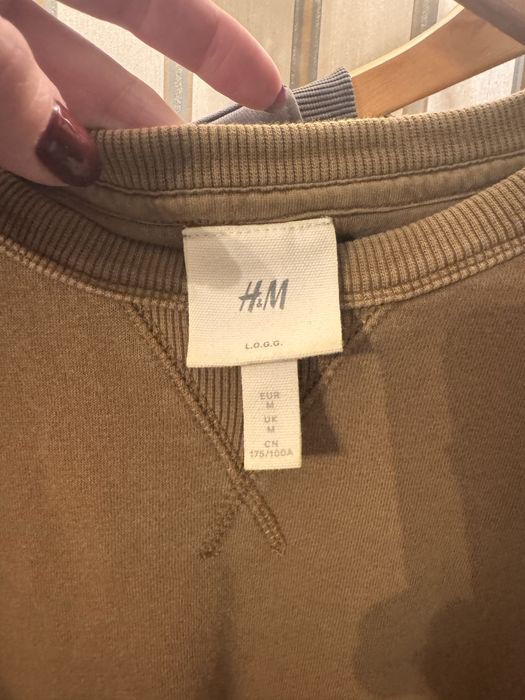 H&M
L.O.G.G.
EUR
M
UK
M
CN
175/100A